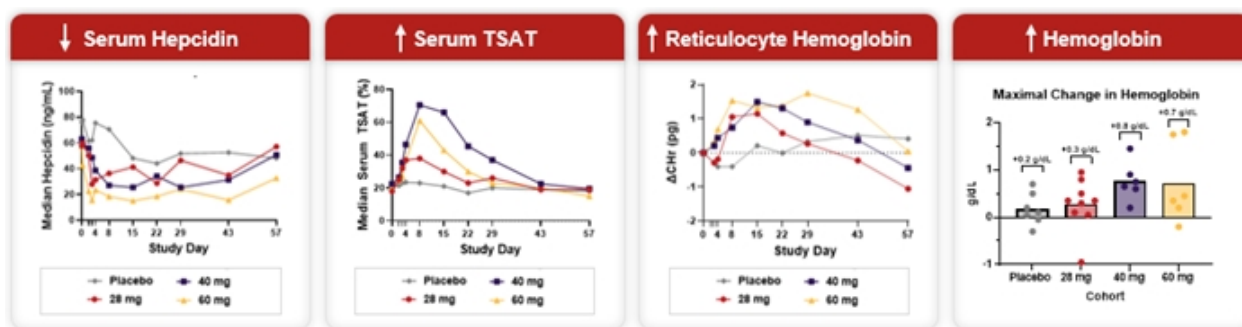 ↓ Serum Hepcidin
Median Hepcidin (ng/mL)
100
80
60
40
20
0
0 4 8 15 22 29 43 57
Study Day
Placebo 40 mg
28 mg 60 mg
↑ Serum TSAT
Median Serum TSAT (%)
100
80
60
40
20
0
0 4 8 15 22 29 43 57
Study Day
Placebo 40 mg
28 mg 60 mg
↑ Reticulocyte Hemoglobin
ΔCHr (pg)
2
1
0
-1
-2
0 4 8 15 22 29 43 57
Study Day
Placebo 40 mg
28 mg 60 mg
↑ Hemoglobin
Maximal Change in Hemoglobin
g/dL
2
1
0
-1
+0.2 g/dL
+0.3 g/dL
+0.8 g/dL
+0.7 g/dL
Placebo 28 mg 40 mg 60 mg
Cohort